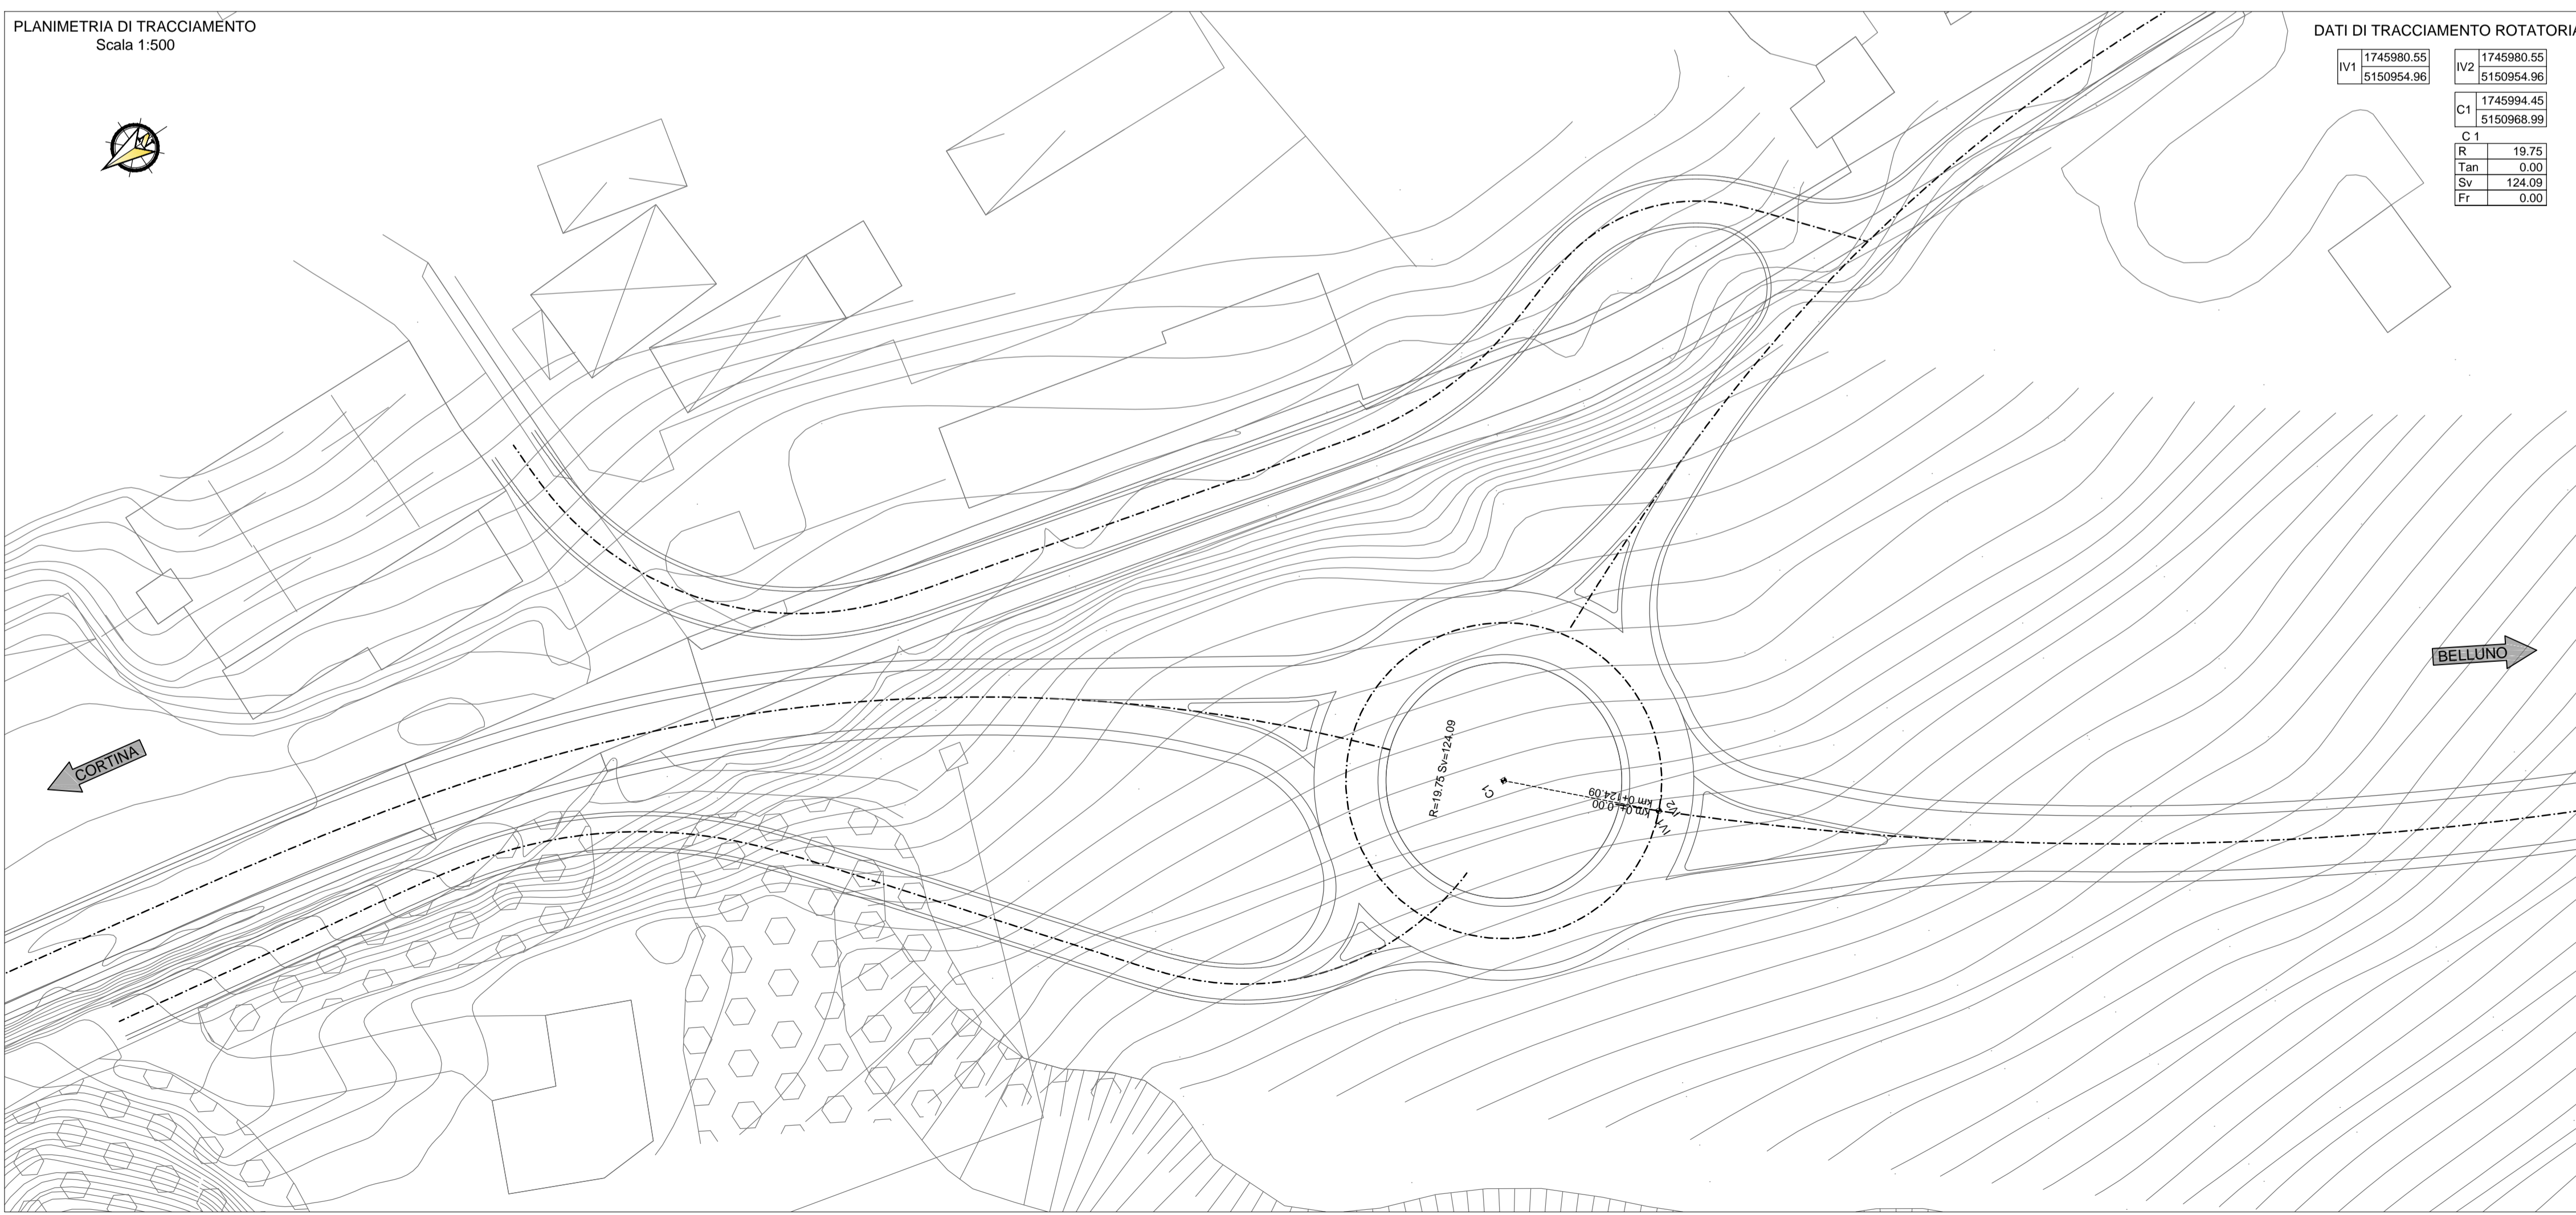 PLANIMETRIA DI TRACCIAMENTO
Scala 1:500
DATI DI TRACCIAMENTO ROTATORIA
IV1 1745980.55
5150954.96
IV2 1745980.55
5150954.96
C1 1745994.45
5150968.99
C 1
R 19.75
Tan 0.00
Sv 124.09
Fr 0.00
BELLUNO
CORTINA
R=19.75 Sv=124.09
C1
km 0+124.09
km 0+0.00
IV2
IV1